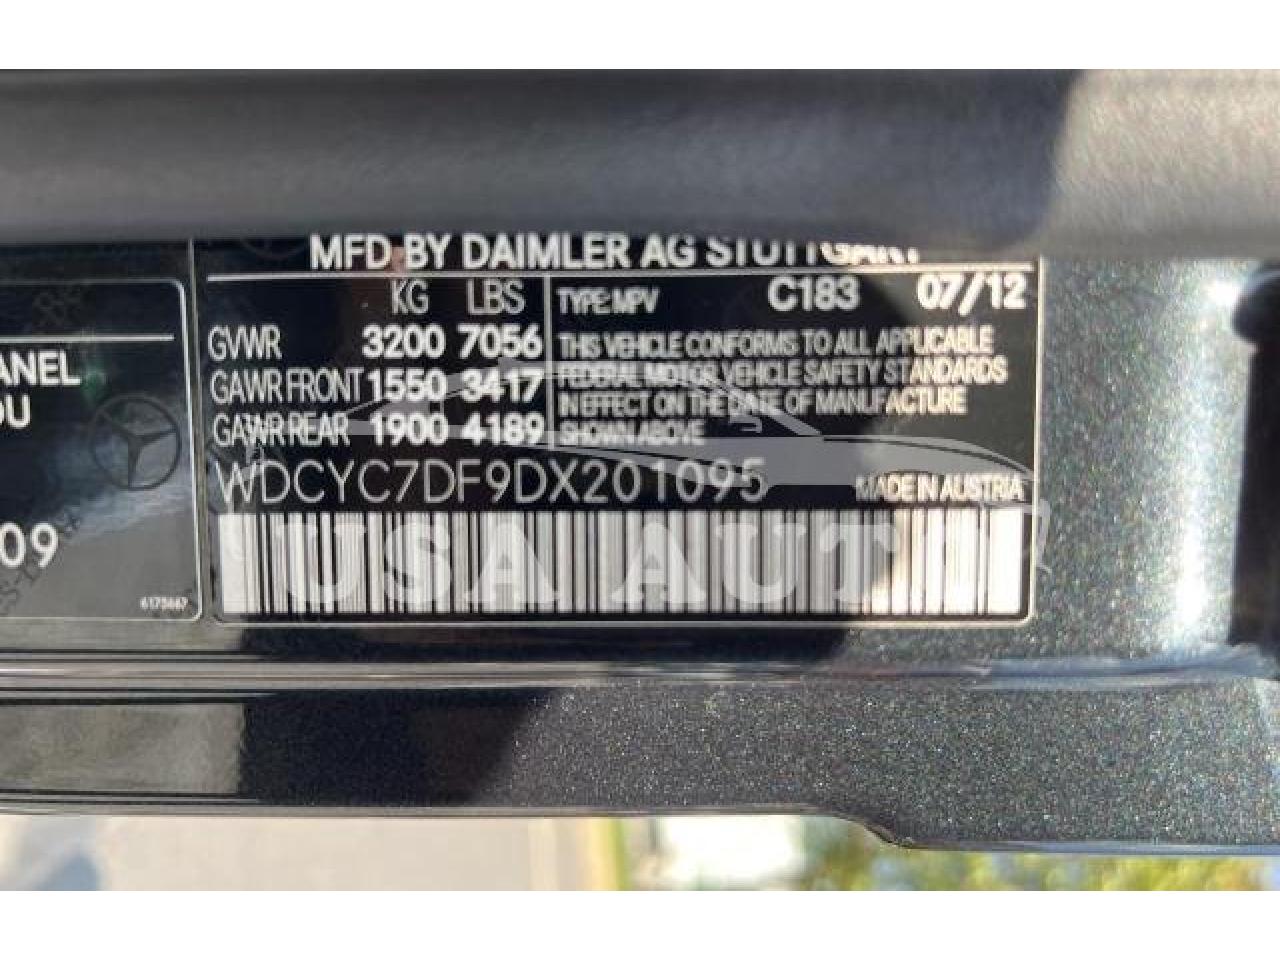 MFD BY DAIMLER AG STUTTGART
KG LBS
GVWR 3200 7056
GAWR FRONT 1550 3417
GAWR REAR 1900 4189
TYPE: MPV C183 07/12
THIS VEHICLE CONFORMS TO ALL APPLICABLE
FEDERAL MOTOR VEHICLE SAFETY STANDARDS
IN EFFECT ON THE DATE OF MANUFACTURE
SHOWN ABOVE
WDCYC7DF9DX201095 MADE IN AUSTRIA
USA AUTO
ANEL
OU
09
6175667